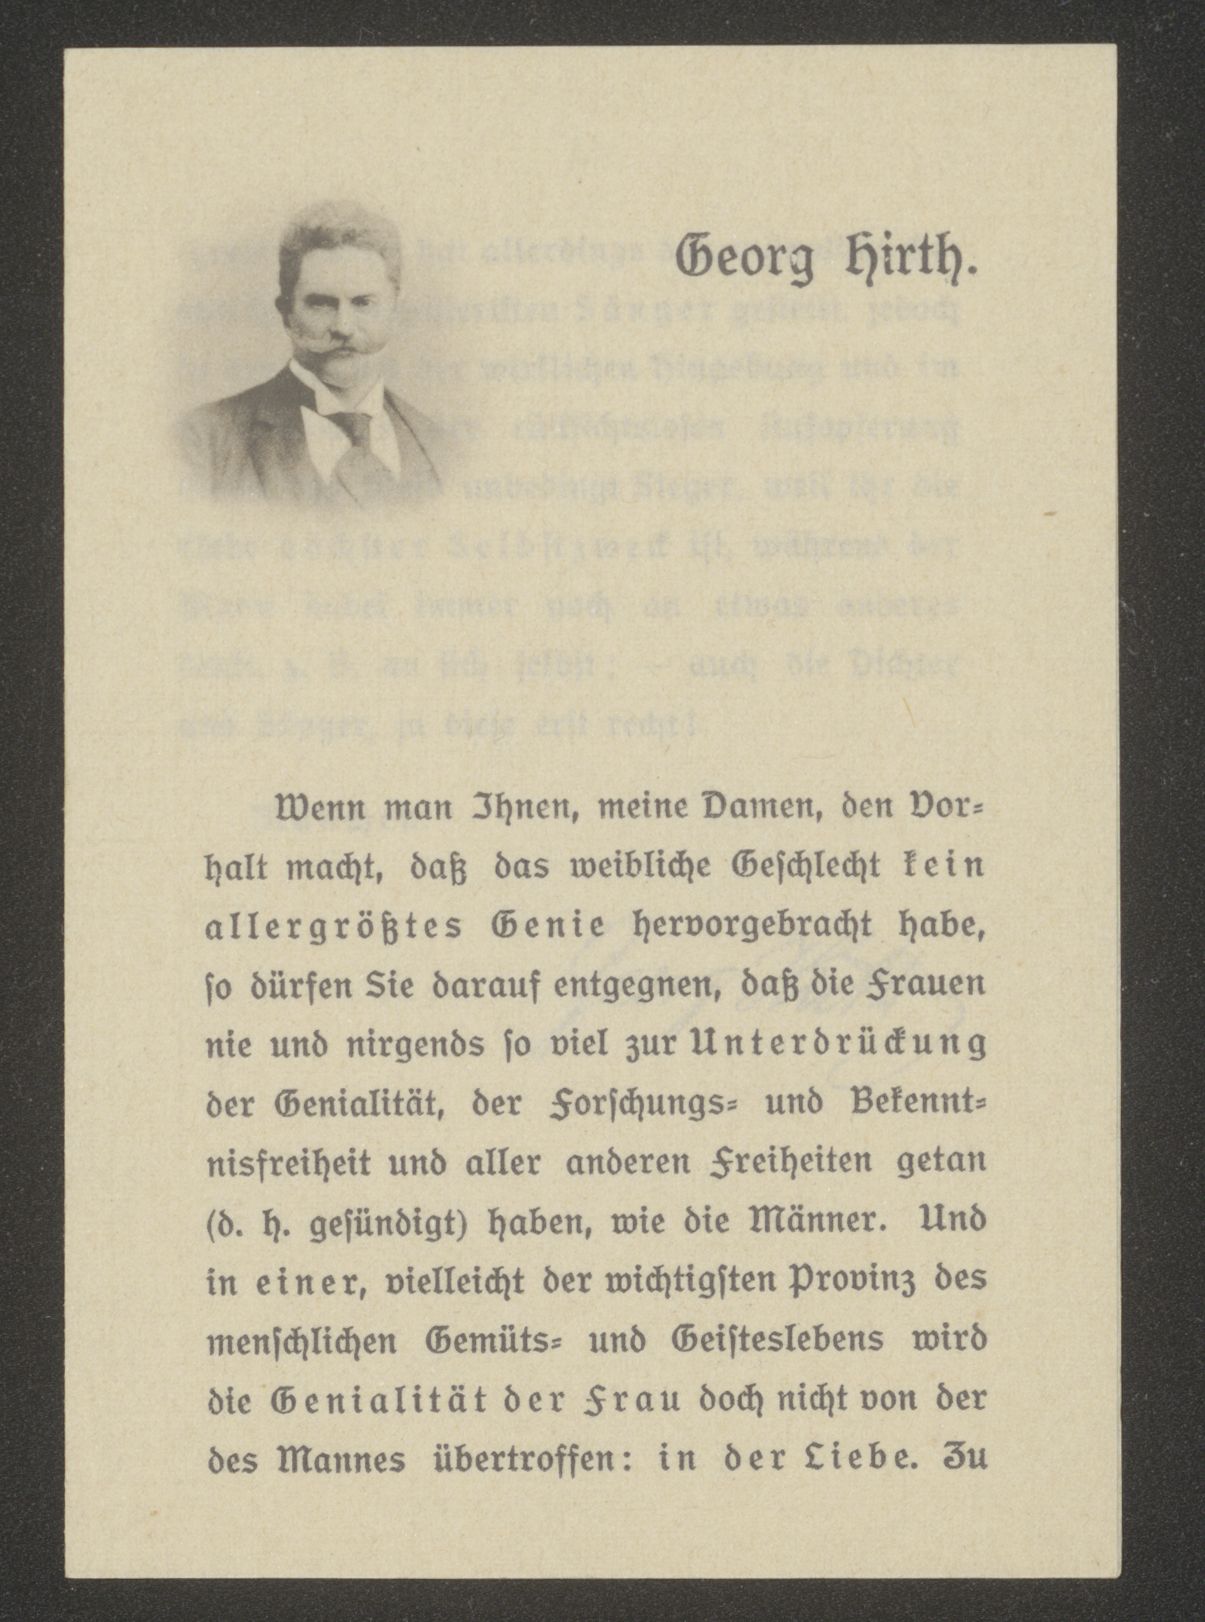 Georg Hirth.
Wenn man Ihnen, meine Damen, den Vor-
halt macht, daß das weibliche Geschlecht kein
allergrößtes Genie hervorgebracht habe,
so dürfen Sie darauf entgegnen, daß die Frauen
nie und nirgends so viel zur Unterdrückung
der Genialität, der Forschungs- und Bekennt-
nisfreiheit und aller anderen Freiheiten getan
(d. h. gesündigt) haben, wie die Männer. Und
in einer, vielleicht der wichtigsten Provinz des
menschlichen Gemüts- und Geisteslebens wird
die Genialität der Frau doch nicht von der
des Mannes übertroffen: in der Liebe. Zu